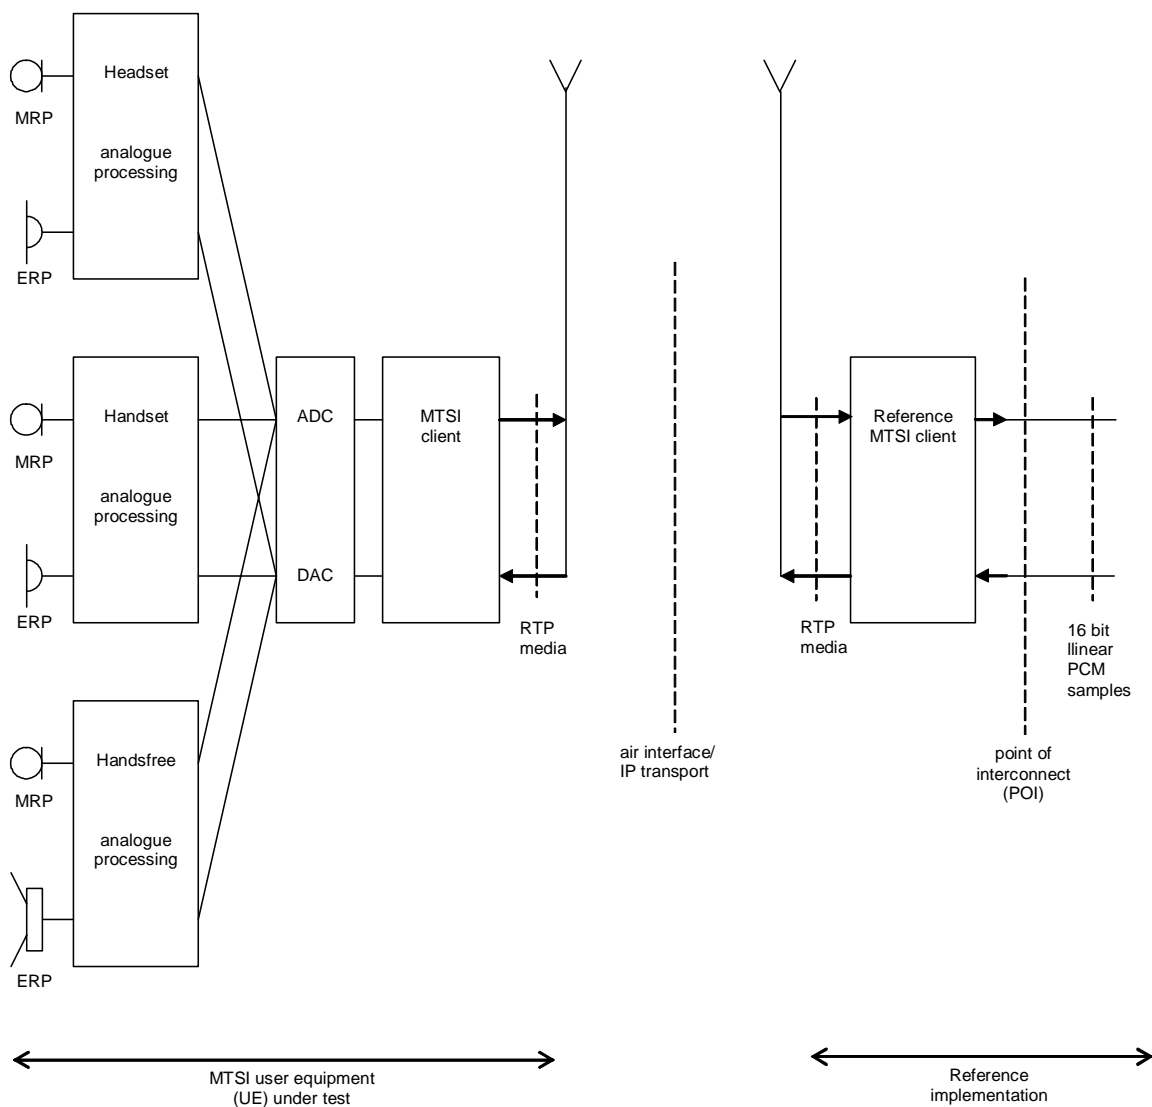 Headset
MRP
analogue
processing
ERP
Handset
MRP
analogue
processing
ERP
Handsfree
MRP
analogue
processing
ERP
ADC
DAC
MTSI
client
RTP
media
air interface/
IP transport
RTP
media
Reference
MTSI client
point of
interconnect
(POI)
16 bit
llinear
PCM
samples
MTSI user equipment
(UE) under test
Reference
implementation